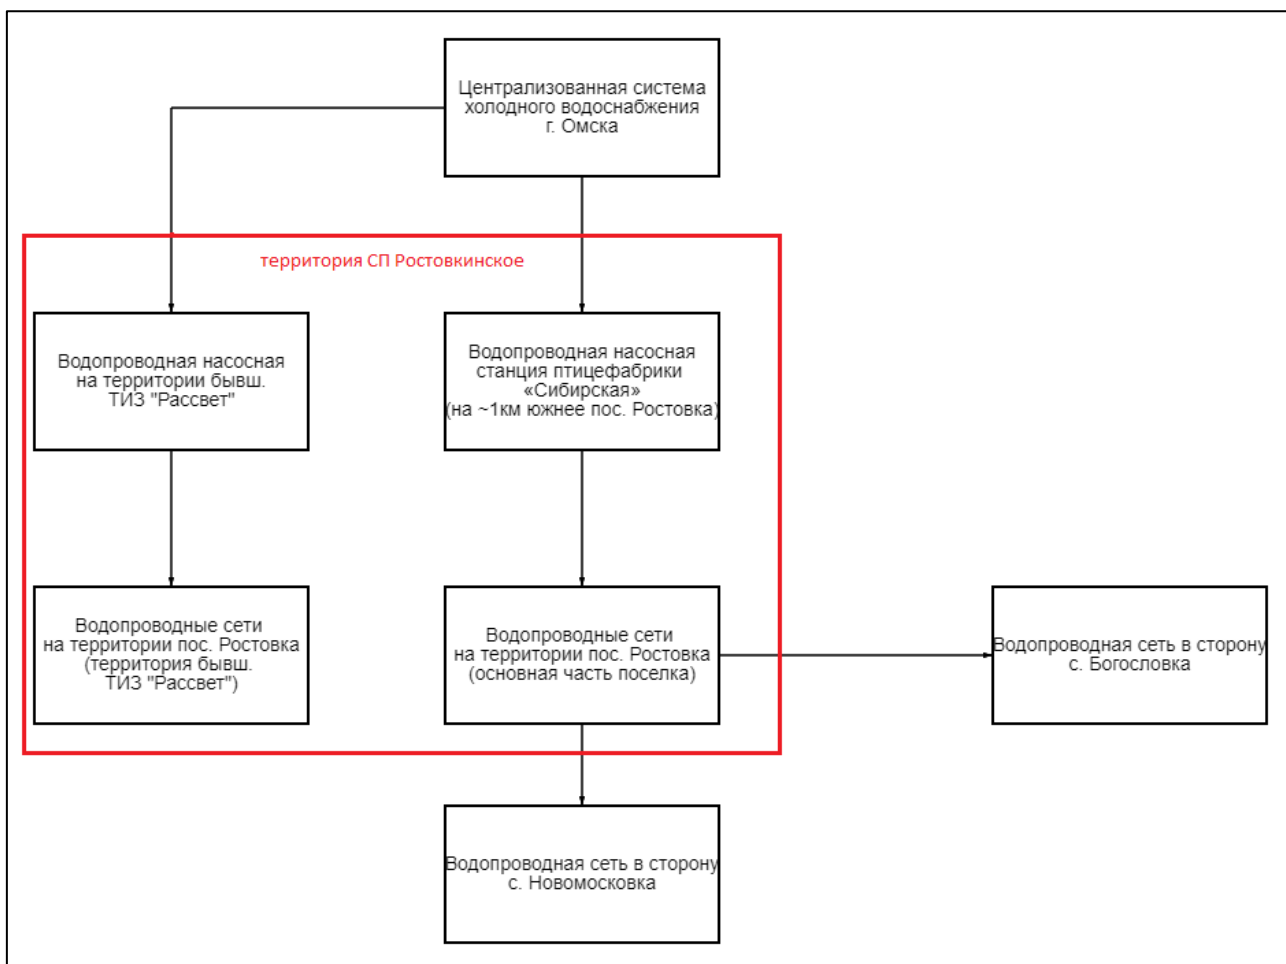 Централизованная система
холодного водоснабжения
г. Омска
территория СП Ростовкинское
Водопроводная насосная
на территории бывш.
ТИЗ "Рассвет"
Водопроводная насосная
станция птицефабрики
«Сибирская»
(на ~1км южнее пос. Ростовка)
Водопроводные сети
на территории пос. Ростовка
(территория бывш.
ТИЗ "Рассвет")
Водопроводные сети
на территории пос. Ростовка
(основная часть поселка)
Водопроводная сеть в сторону
с. Богословка
Водопроводная сеть в сторону
с. Новомосковка